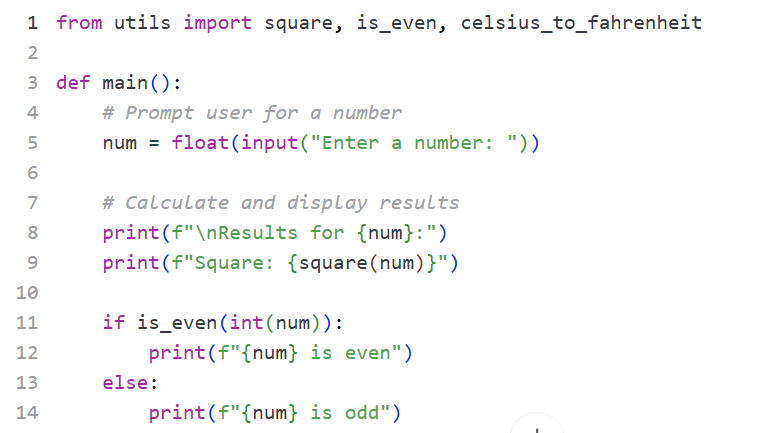 1 from utils import square, is_even, celsius_to_fahrenheit
2
3 def main():
4     # Prompt user for a number
5     num = float(input("Enter a number: "))
6
7     # Calculate and display results
8     print(f"\nResults for {num}:")
9     print(f"Square: {square(num)}")
10
11     if is_even(int(num)):
12         print(f"{num} is even")
13     else:
14         print(f"{num} is odd")